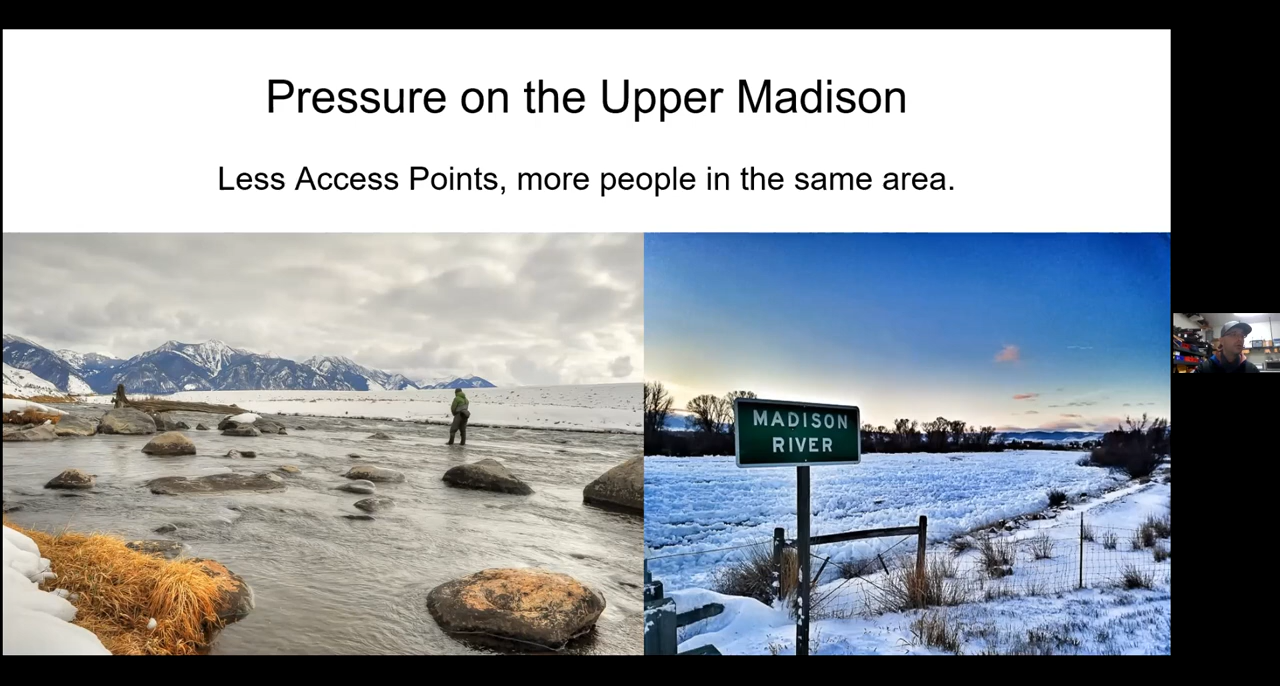 Pressure on the Upper Madison
Less Access Points, more people in the same area.
MADISON
RIVER